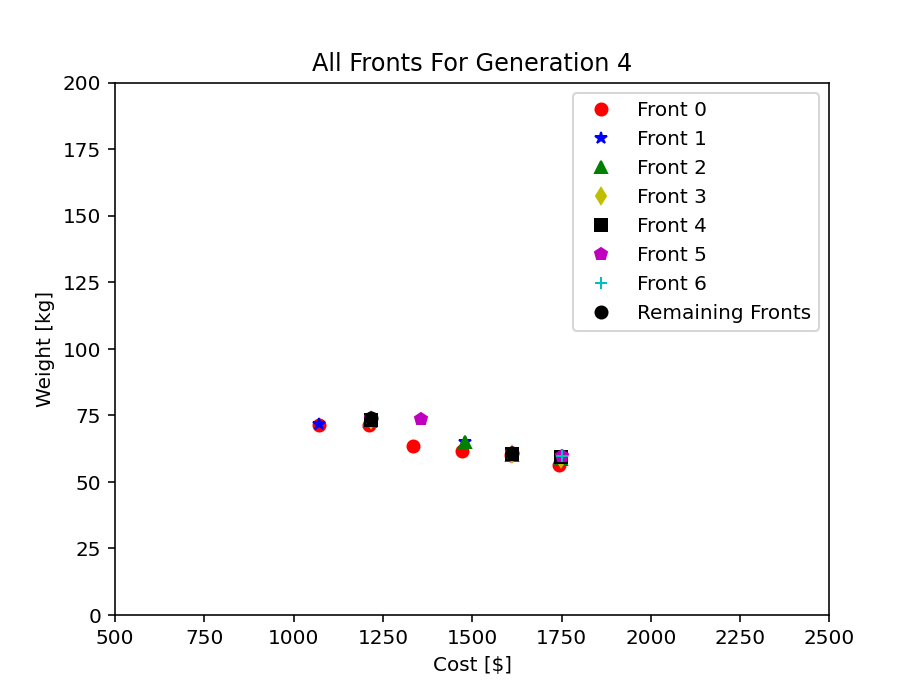 All Fronts For Generation 4
200
175
150
125
100
75
50
25
0
Weight [kg]
500
750
1000
1250
1500
1750
2000
2250
2500
Cost [$]
Front 0
Front 1
Front 2
Front 3
Front 4
Front 5
Front 6
Remaining Fronts